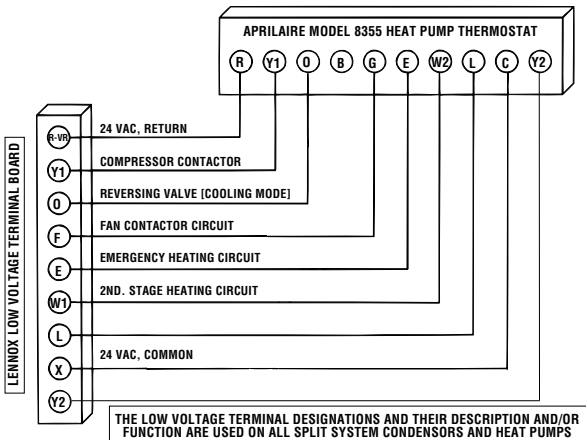 APRILAIRE MODEL 8355 HEAT PUMP THERMOSTAT
R Y1 O B G E W2 L C Y2
LENNOX LOW VOLTAGE TERMINAL BOARD
R-VR 24 VAC, RETURN
Y1 COMPRESSOR CONTACTOR
O REVERSING VALVE [COOLING MODE]
F FAN CONTACTOR CIRCUIT
E EMERGENCY HEATING CIRCUIT
W1 2ND. STAGE HEATING CIRCUIT
L
X 24 VAC, COMMON
Y2
THE LOW VOLTAGE TERMINAL DESIGNATIONS AND THEIR DESCRIPTION AND/OR
FUNCTION ARE USED ON ALL SPLIT SYSTEM CONDENSORS AND HEAT PUMPS